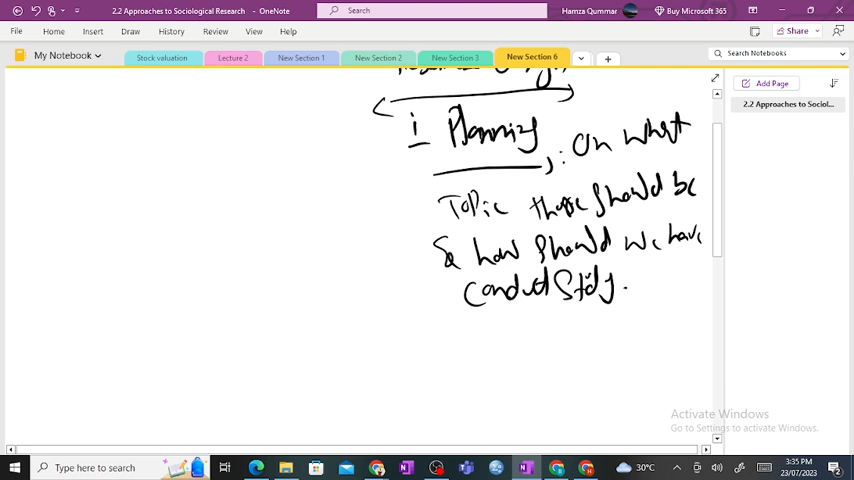 2.2 Approaches to Sociological Research - OneNote
Search
Hamza Qummar
Buy Microsoft 365
File
Home
Insert
Draw
History
Research
View
Help
Share
My Notebook
Stock valuation
Lecture 2
New Section 1
New Section 2
New Section 3
New Section 6
Search Notebooks
Add Page
2.2 Approaches to Sociol...
i Planning : On what
Topic those should be
& how should we have
conduct Stdy.
Activate Windows
Go to Settings to activate Windows.
Type here to search
30°C
3:35 PM
23/07/2023